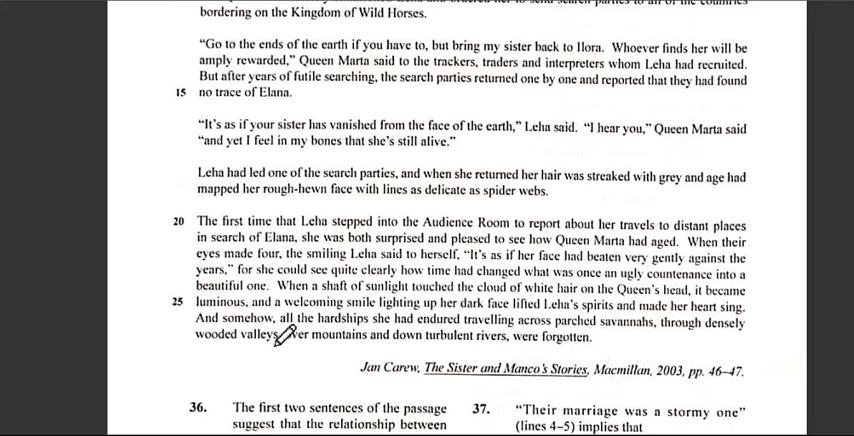 bordering on the Kingdom of Wild Horses.
“Go to the ends of the earth if you have to, but bring my sister back to Ilora. Whoever finds her will be
amply rewarded,” Queen Marta said to the trackers, traders and interpreters whom Leha had recruited.
But after years of futile searching, the search parties returned one by one and reported that they had found
15 no trace of Elana.
“It’s as if your sister has vanished from the face of the earth,” Leha said. “I hear you,” Queen Marta said
“and yet I feel in my bones that she’s still alive.”
Leha had led one of the search parties, and when she returned her hair was streaked with grey and age had
mapped her rough-hewn face with lines as delicate as spider webs.
20 The first time that Leha stepped into the Audience Room to report about her travels to distant places
in search of Elana, she was both surprised and pleased to see how Queen Marta had aged. When their
eyes made four, the smiling Leha said to herself, “It’s as if her face had beaten very gently against the
years,” for she could see quite clearly how time had changed what was once an ugly countenance into a
beautiful one. When a shaft of sunlight touched the cloud of white hair on the Queen’s head, it became
25 luminous, and a welcoming smile lighting up her dark face lifted Leha’s spirits and made her heart sing.
And somehow, all the hardships she had endured travelling across parched savannahs, through densely
wooded valleys, mountains and down turbulent rivers, were forgotten.
Jan Carew, The Sister and Manco’s Stories, Macmillan, 2003, pp. 46–47.
36. The first two sentences of the passage
suggest that the relationship between
37. “Their marriage was a stormy one”
(lines 4–5) implies that